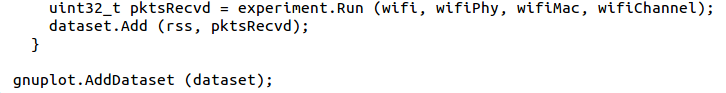 uint32_t pktsRecvd = experiment.Run (wifi, wifiPhy, wifiMac, wifiChannel);
dataset.Add (rss, pktsRecvd);
}
gnuplot.AddDataset (dataset);